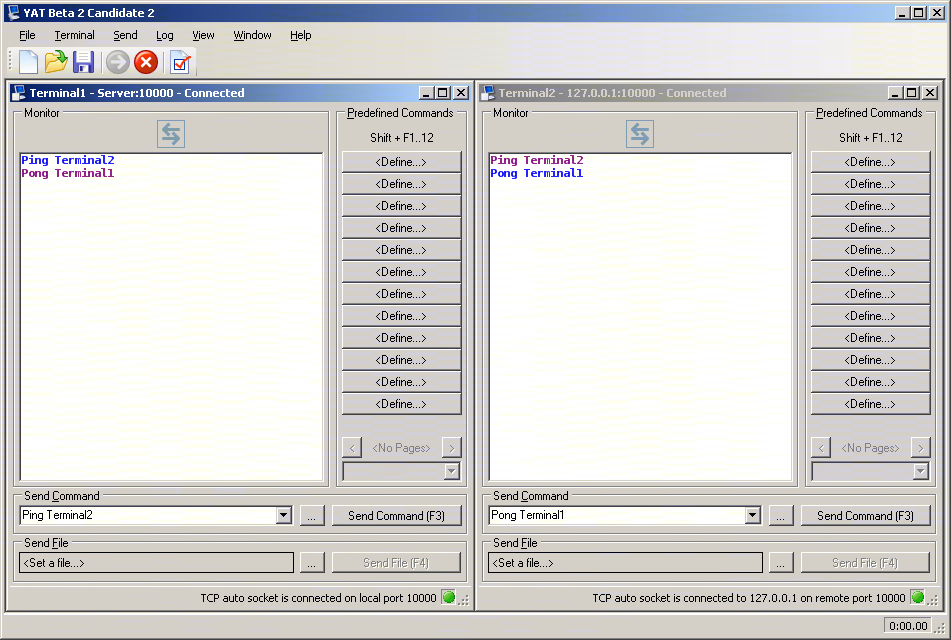 YAT Beta 2 Candidate 2
File Terminal Send Log View Window Help
Terminal1 - Server:10000 - Connected
Monitor
Ping Terminal2
Pong Terminal1
Predefined Commands
Shift + F1..12
<Define...>
<Define...>
<Define...>
<Define...>
<Define...>
<Define...>
<Define...>
<Define...>
<Define...>
<Define...>
<Define...>
<Define...>
< <No Pages> >
Send Command
Ping Terminal2 ... Send Command (F3)
Send File
<Set a file...> ... Send File (F4)
TCP auto socket is connected on local port 10000
Terminal2 - 127.0.0.1:10000 - Connected
Monitor
Ping Terminal2
Pong Terminal1
Predefined Commands
Shift + F1..12
<Define...>
<Define...>
<Define...>
<Define...>
<Define...>
<Define...>
<Define...>
<Define...>
<Define...>
<Define...>
<Define...>
<Define...>
< <No Pages> >
Send Command
Pong Terminal1 ... Send Command (F3)
Send File
<Set a file...> ... Send File (F4)
TCP auto socket is connected to 127.0.0.1 on remote port 10000
0:00.00